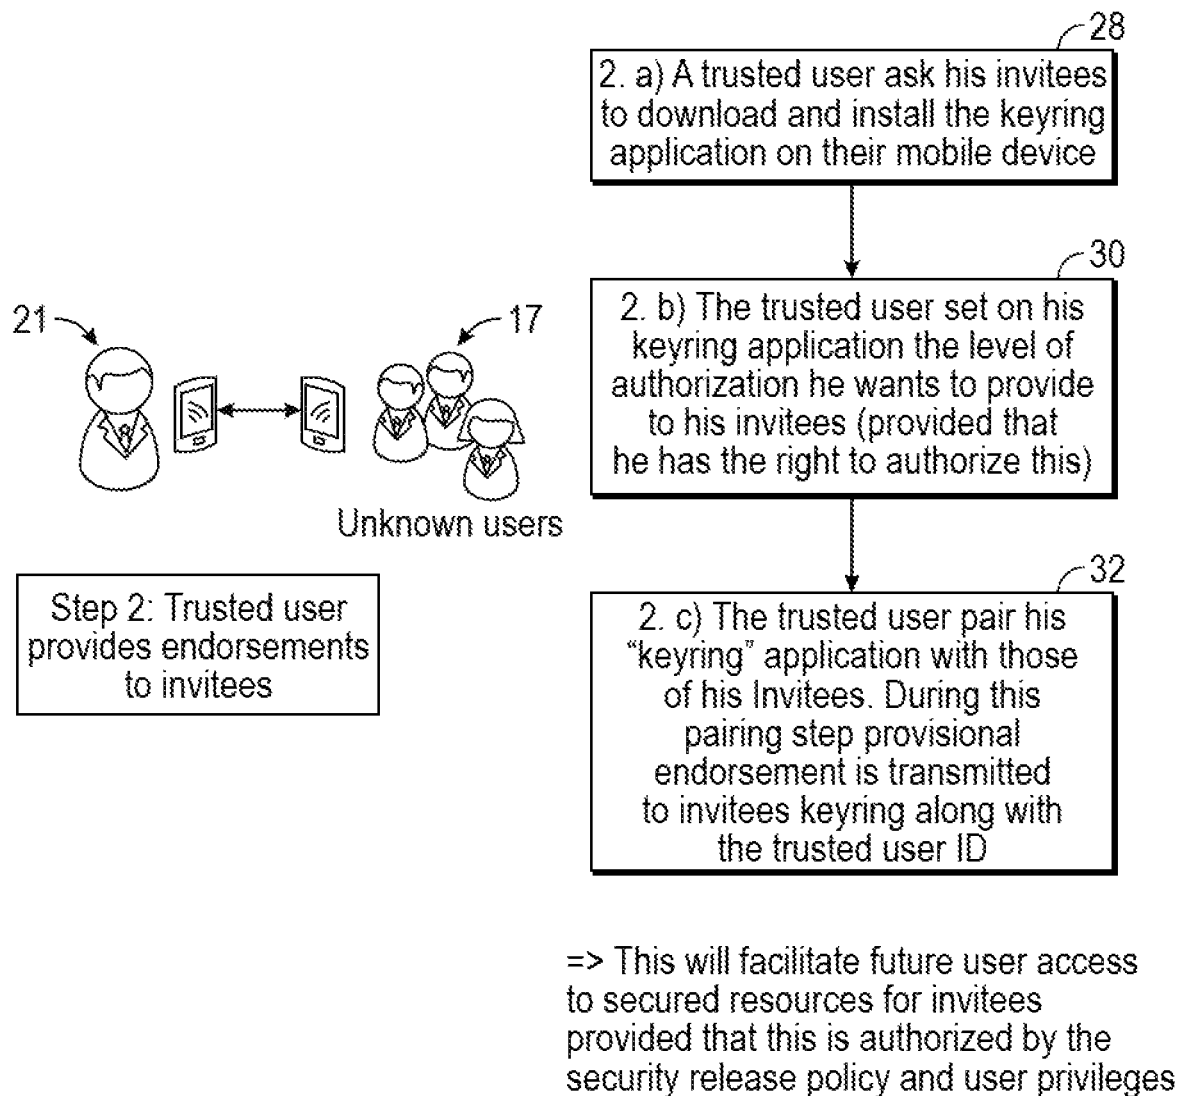 28
2. a) A trusted user ask his invitees
to download and install the keyring
application on their mobile device
30
2. b) The trusted user set on his
keyring application the level of
authorization he wants to provide
to his invitees (provided that
he has the right to authorize this)
21
17
Unknown users
Step 2: Trusted user
provides endorsements
to invitees
32
2. c) The trusted user pair his
“keyring” application with those
of his Invitees. During this
pairing step provisional
endorsement is transmitted
to invitees keyring along with
the trusted user ID
=> This will facilitate future user access
to secured resources for invitees
provided that this is authorized by the
security release policy and user privileges